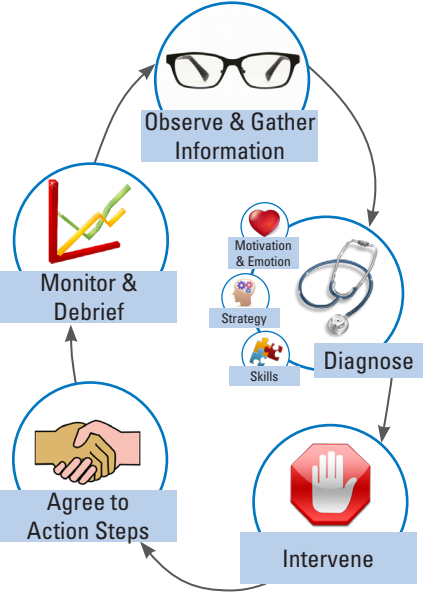 Observe & Gather
Information
Motivation
& Emotion
Strategy
Skills
Diagnose
Intervene
Agree to
Action Steps
Monitor &
Debrief